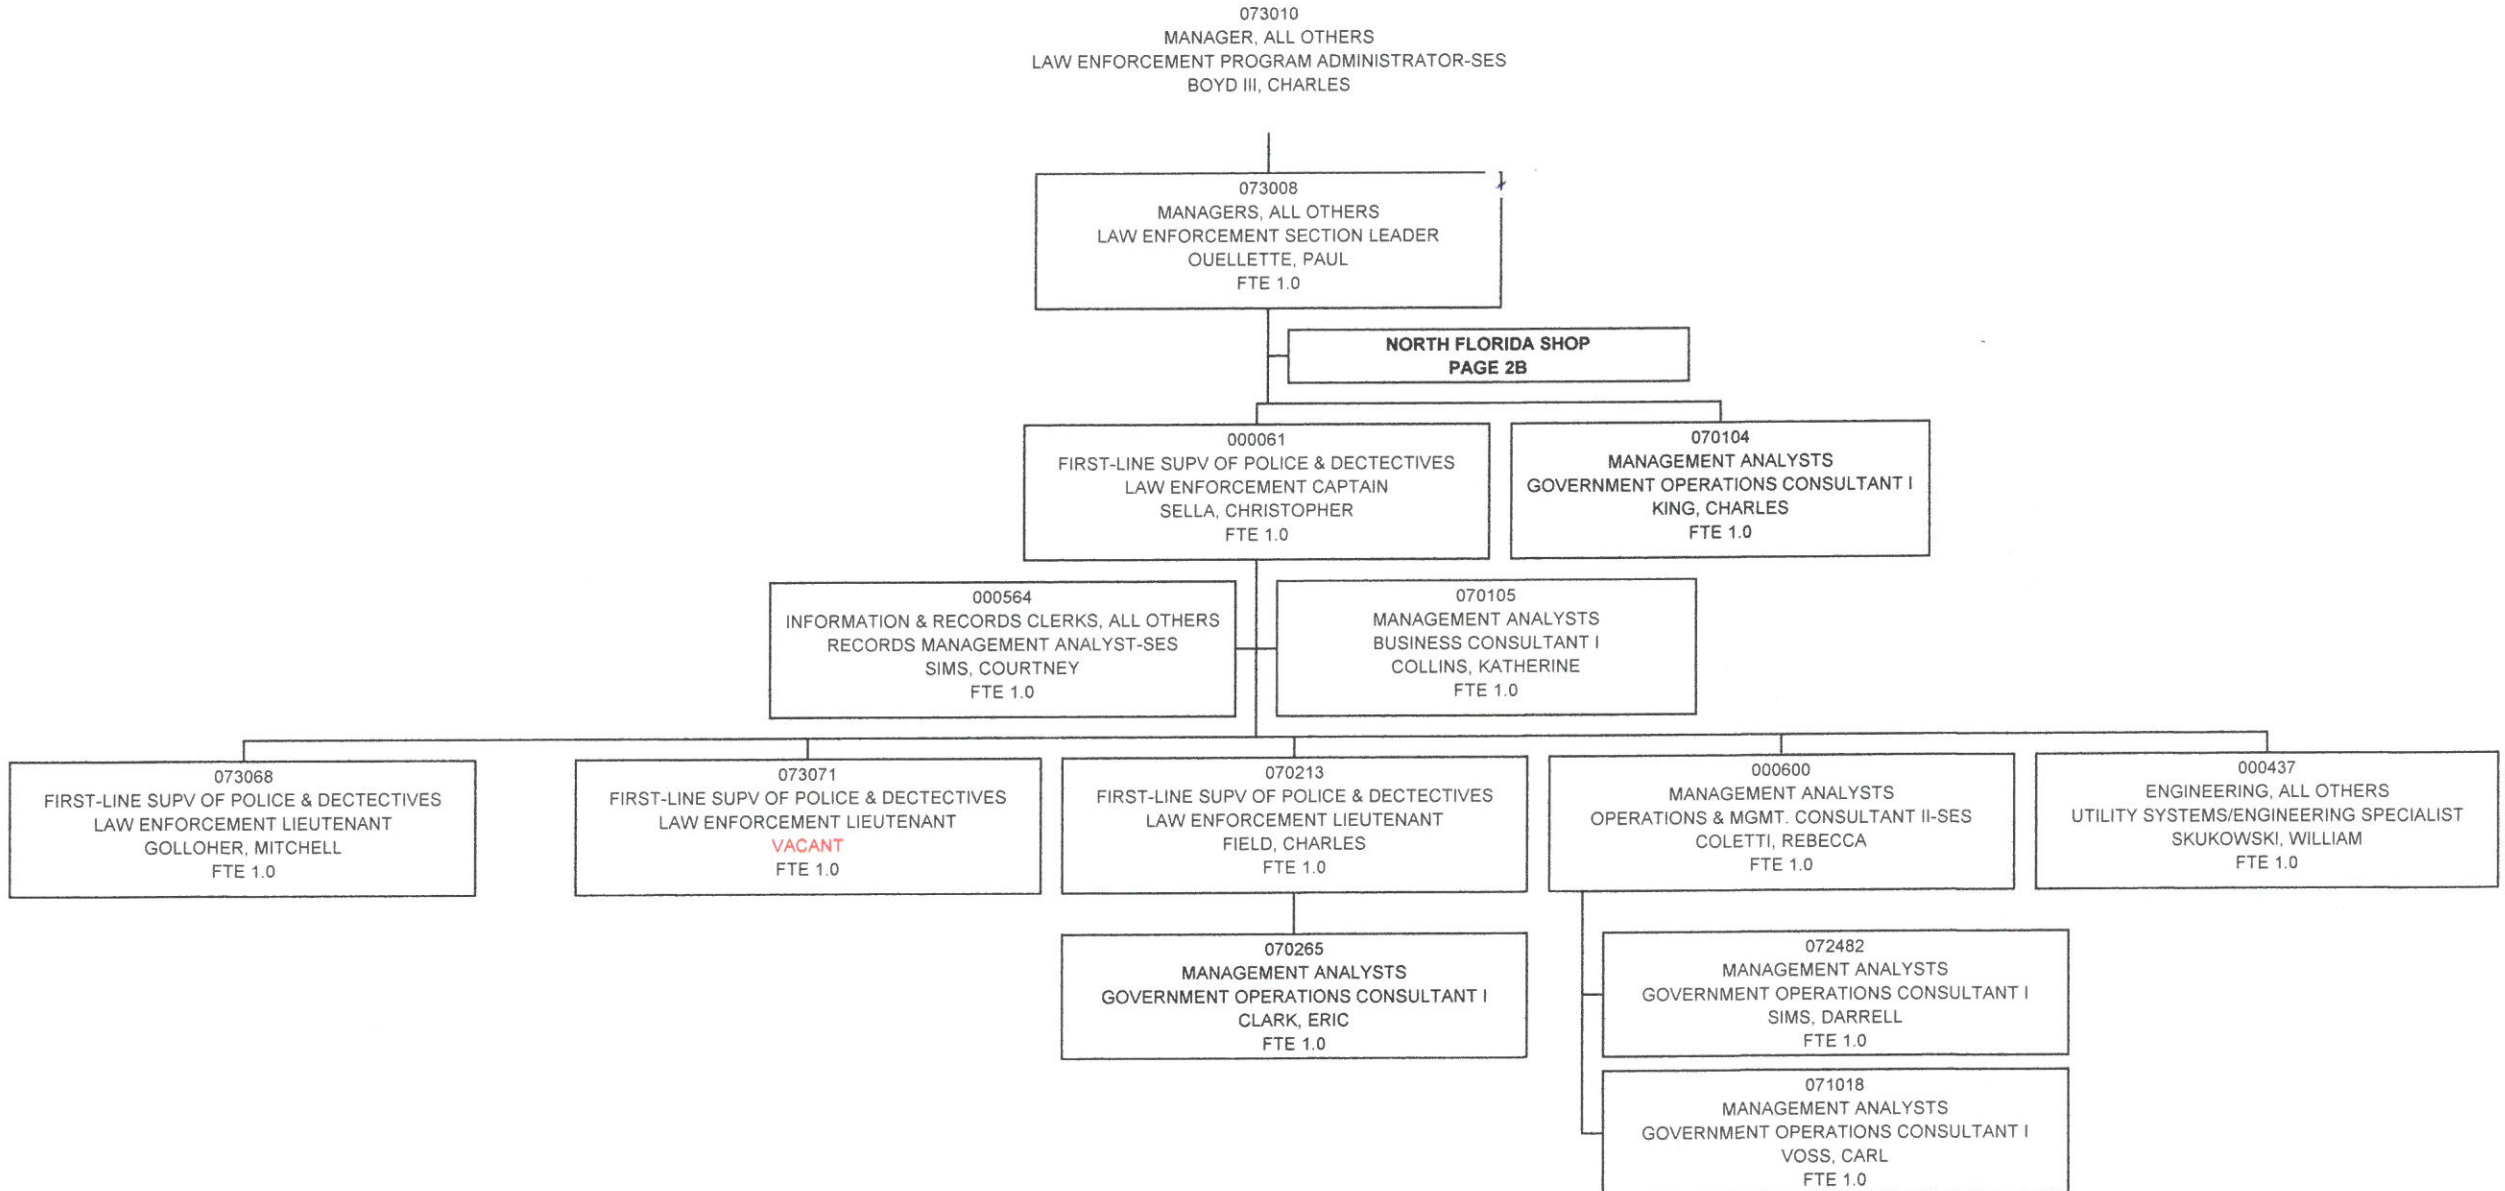 073010
MANAGER, ALL OTHERS
LAW ENFORCEMENT PROGRAM ADMINISTRATOR-SES
BOYD III, CHARLES
073008
MANAGERS, ALL OTHERS
LAW ENFORCEMENT SECTION LEADER
OUELLETTE, PAUL
FTE 1.0
NORTH FLORIDA SHOP
PAGE 2B
000061
FIRST-LINE SUPV OF POLICE & DECTECTIVES
LAW ENFORCEMENT CAPTAIN
SELLA, CHRISTOPHER
FTE 1.0
070104
MANAGEMENT ANALYSTS
GOVERNMENT OPERATIONS CONSULTANT I
KING, CHARLES
FTE 1.0
000564
INFORMATION & RECORDS CLERKS, ALL OTHERS
RECORDS MANAGEMENT ANALYST-SES
SIMS, COURTNEY
FTE 1.0
070105
MANAGEMENT ANALYSTS
BUSINESS CONSULTANT I
COLLINS, KATHERINE
FTE 1.0
073068
FIRST-LINE SUPV OF POLICE & DECTECTIVES
LAW ENFORCEMENT LIEUTENANT
GOLLOHER, MITCHELL
FTE 1.0
073071
FIRST-LINE SUPV OF POLICE & DECTECTIVES
LAW ENFORCEMENT LIEUTENANT
VACANT
FTE 1.0
070213
FIRST-LINE SUPV OF POLICE & DECTECTIVES
LAW ENFORCEMENT LIEUTENANT
FIELD, CHARLES
FTE 1.0
000600
MANAGEMENT ANALYSTS
OPERATIONS & MGMT. CONSULTANT II-SES
COLETTI, REBECCA
FTE 1.0
000437
ENGINEERING, ALL OTHERS
UTILITY SYSTEMS/ENGINEERING SPECIALIST
SKUKOWSKI, WILLIAM
FTE 1.0
070265
MANAGEMENT ANALYSTS
GOVERNMENT OPERATIONS CONSULTANT I
CLARK, ERIC
FTE 1.0
072482
MANAGEMENT ANALYSTS
GOVERNMENT OPERATIONS CONSULTANT I
SIMS, DARRELL
FTE 1.0
071018
MANAGEMENT ANALYSTS
GOVERNMENT OPERATIONS CONSULTANT I
VOSS, CARL
FTE 1.0